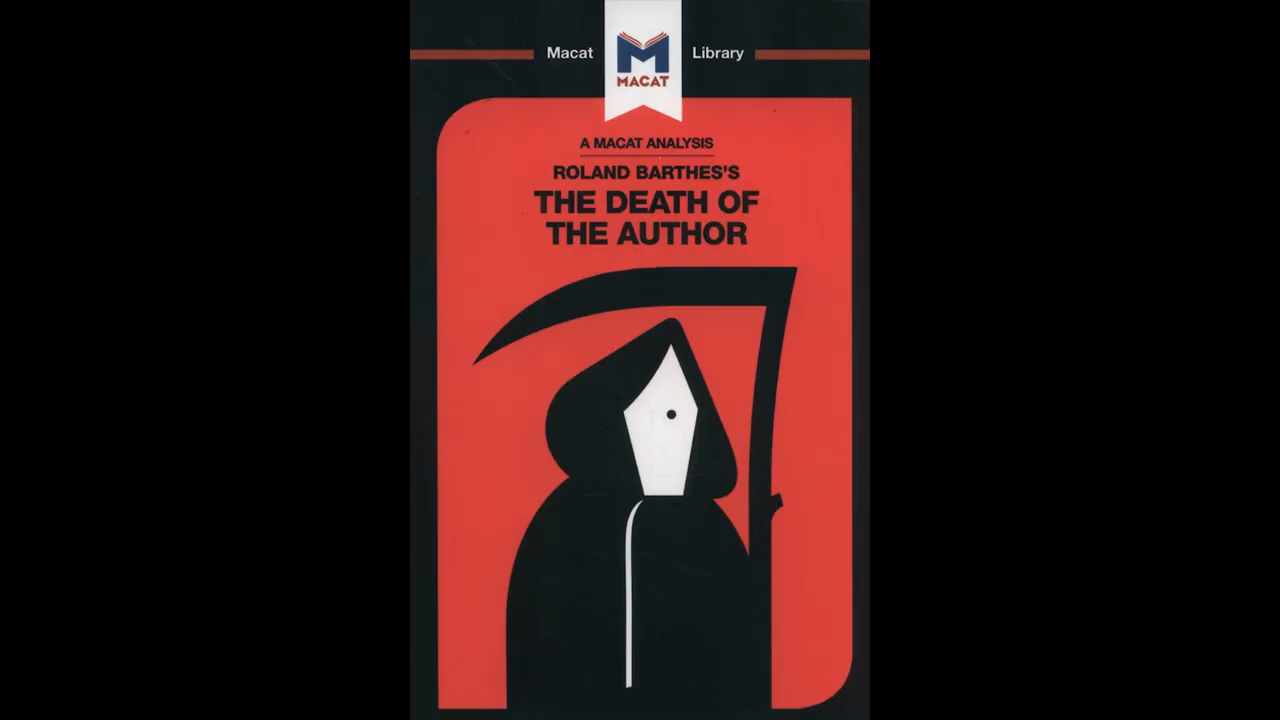 Macat
MACAT
Library
A MACAT ANALYSIS
ROLAND BARTHES'S
THE DEATH OF
THE AUTHOR